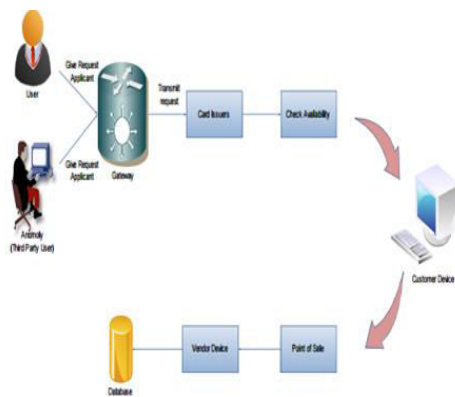 User
Give Request
Applicant
Transmit
request
Card Issuers
Check Availability
Give Request
Applicant
Gateway
Anomoly
(Third Party User)
Customer Device
Vendor Device
Point of Sale
Database